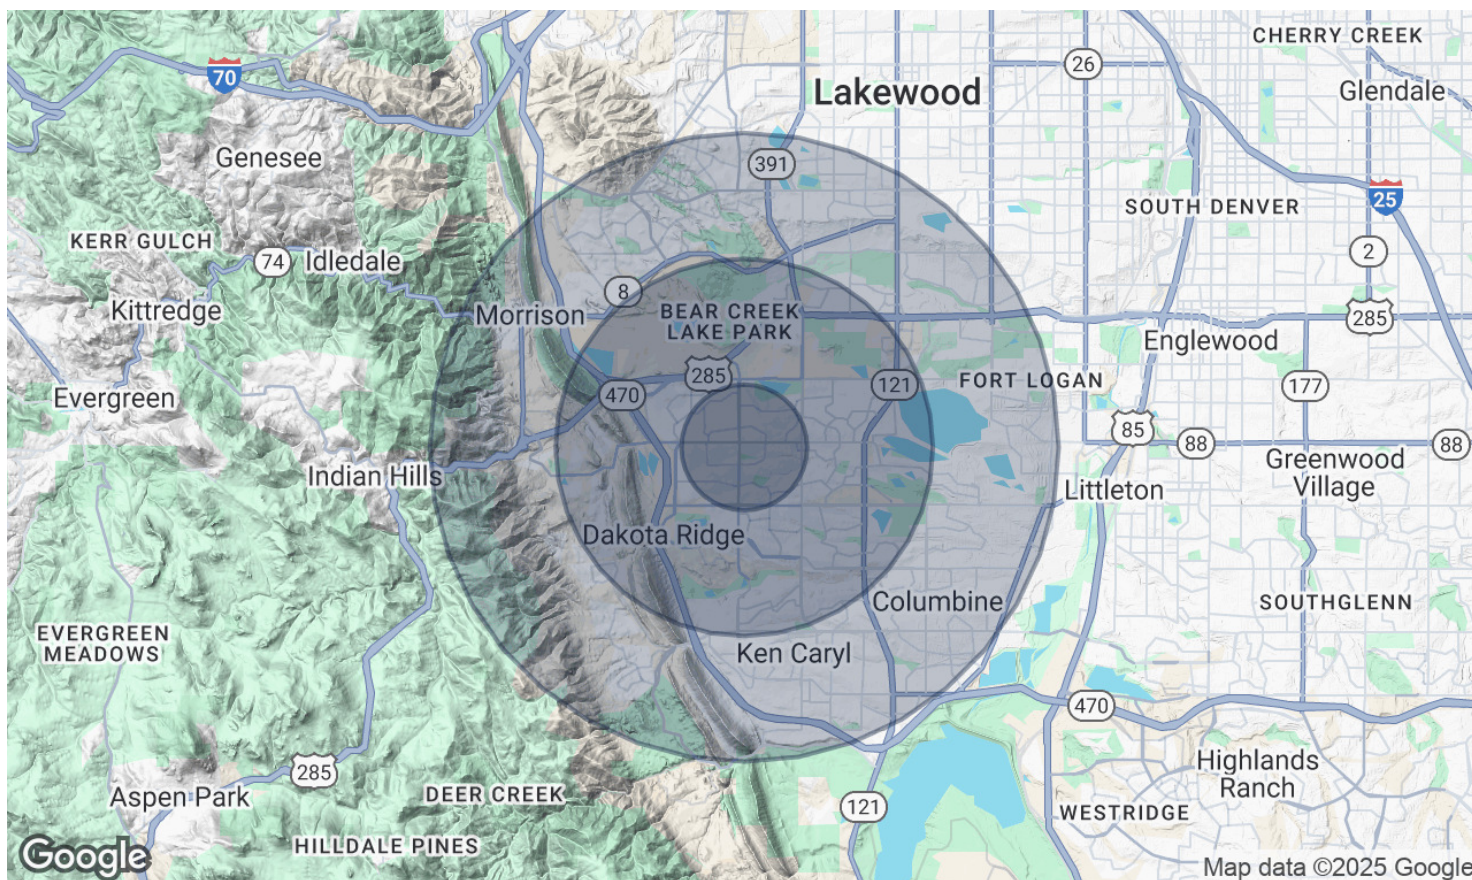 CHERRY CREEK
26
70
Lakewood
Glendale
Genesee
391
25
SOUTH DENVER
KERR GULCH
74
Idledale
2
8
Kittredge
Morrison
BEAR CREEK
LAKE PARK
285
Englewood
285
470
121
FORT LOGAN
177
Evergreen
85
88
88
Indian Hills
Greenwood
Village
Littleton
Dakota Ridge
Columbine
SOUTHGLENN
EVERGREEN
MEADOWS
Ken Caryl
470
285
Highlands
Ranch
Aspen Park
DEER CREEK
121
WESTRIDGE
HILLDALE PINES
Google
Map data ©2025 Google